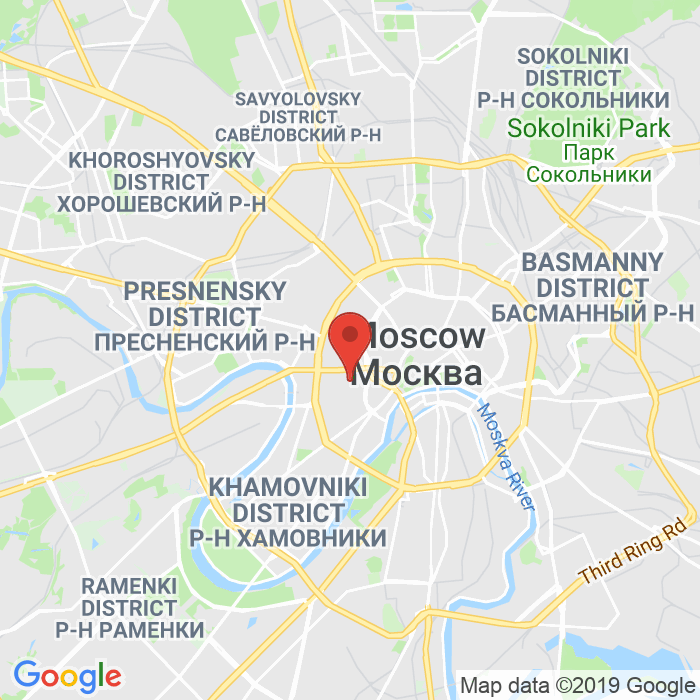 SOKOLNIKI
DISTRICT
Р-Н СОКОЛЬНИКИ
SAVYOLOVSKY
DISTRICT
САВЁЛОВСКИЙ Р-Н
Sokolniki Park
Парк
Сокольники
KHOROSHYOVSKY
DISTRICT
ХОРОШЕВСКИЙ Р-Н
BASMANNY
DISTRICT
БАСМАННЫЙ Р-Н
PRESNENSKY
DISTRICT
ПРЕСНЕНСКИЙ Р-Н
oscow
Москва
Moskva River
KHAMOVNIKI
DISTRICT
Р-Н ХАМОВНИКИ
Third Ring Rd
RAMENKI
DISTRICT
Р-Н РАМЕНКИ
Google
Map data ©2019 Google